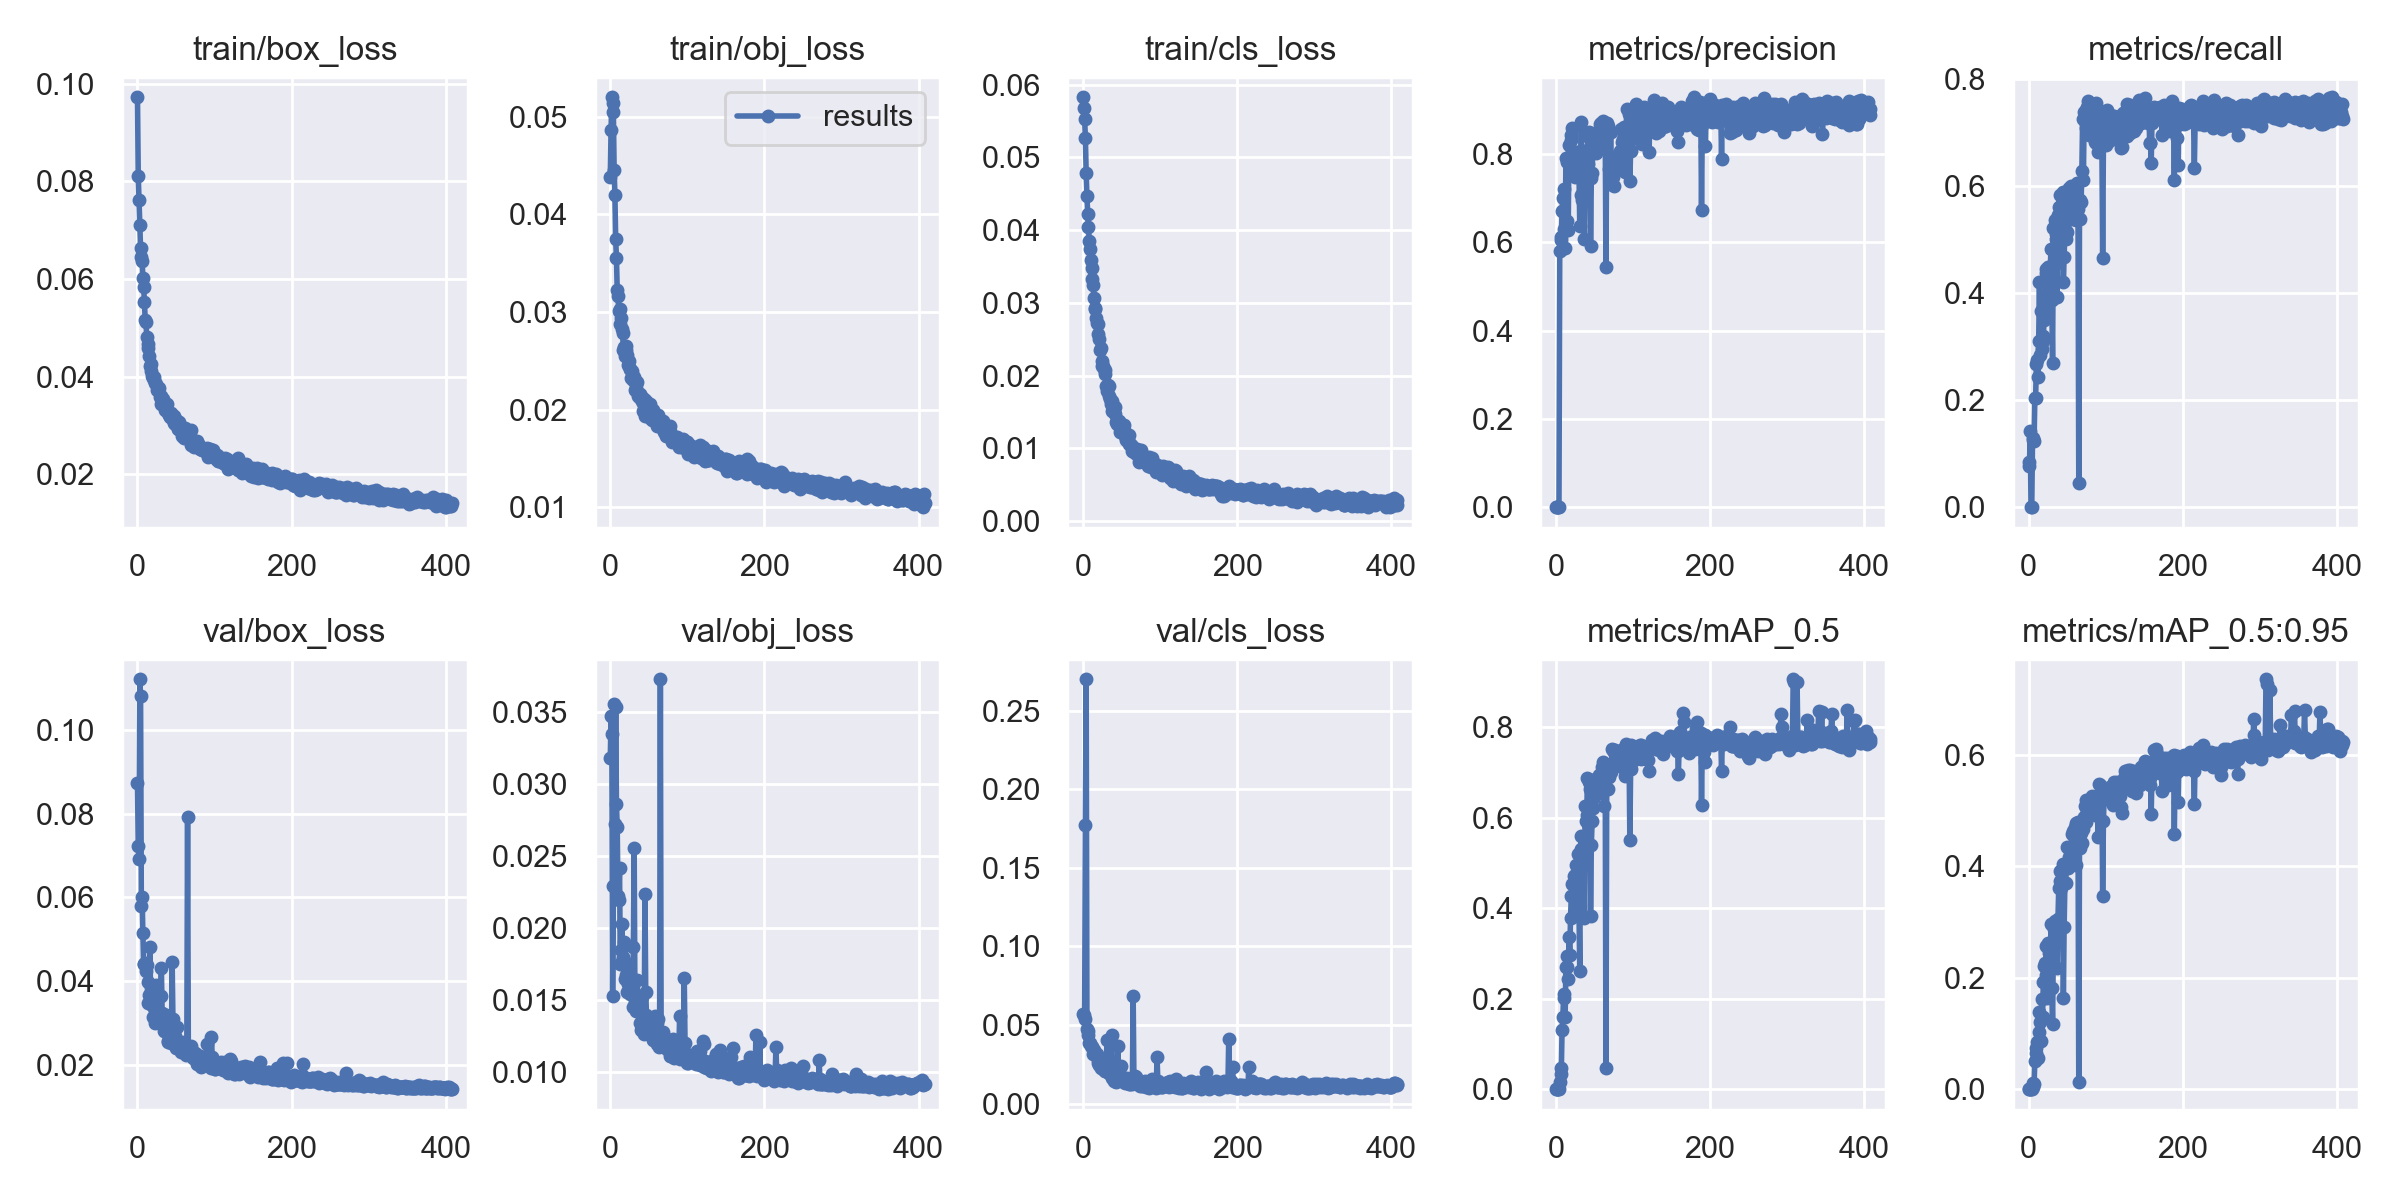 train/box_loss
0.10
0.08
0.06
0.04
0.02
0 200 400
train/obj_loss
results
0.05
0.04
0.03
0.02
0.01
0 200 400
train/cls_loss
0.06
0.05
0.04
0.03
0.02
0.01
0.00
0 200 400
metrics/precision
0.8
0.6
0.4
0.2
0.0
0 200 400
metrics/recall
0.8
0.6
0.4
0.2
0.0
0 200 400
val/box_loss
0.10
0.08
0.06
0.04
0.02
0 200 400
val/obj_loss
0.035
0.030
0.025
0.020
0.015
0.010
0 200 400
val/cls_loss
0.25
0.20
0.15
0.10
0.05
0.00
0 200 400
metrics/mAP_0.5
0.8
0.6
0.4
0.2
0.0
0 200 400
metrics/mAP_0.5:0.95
0.6
0.4
0.2
0.0
0 200 400